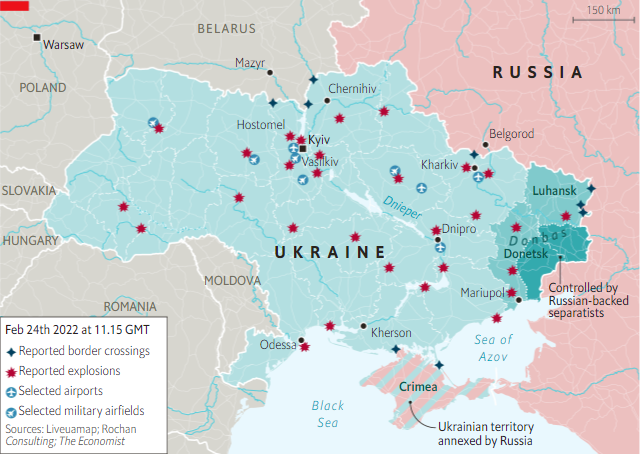 150 km
BELARUS
Warsaw
Mazyr
RUSSIA
POLAND
Chernihiv
Hostomel
Kyiv
Belgorod
Vasilkiv
Kharkiv
SLOVAKIA
Luhansk
Dnieper
HUNGARY
Dnipro
Donbas
UKRAINE
Donetsk
MOLDOVA
Mariupol
Controlled by
Russian-backed
separatists
ROMANIA
Feb 24th 2022 at 11.15 GMT
Reported border crossings
Reported explosions
Selected airports
Selected military airfields
Sources: Liveuamap; Rochan
Consulting; The Economist
Odessa
Kherson
Sea of
Azov
Crimea
Black
Sea
Ukrainian territory
annexed by Russia